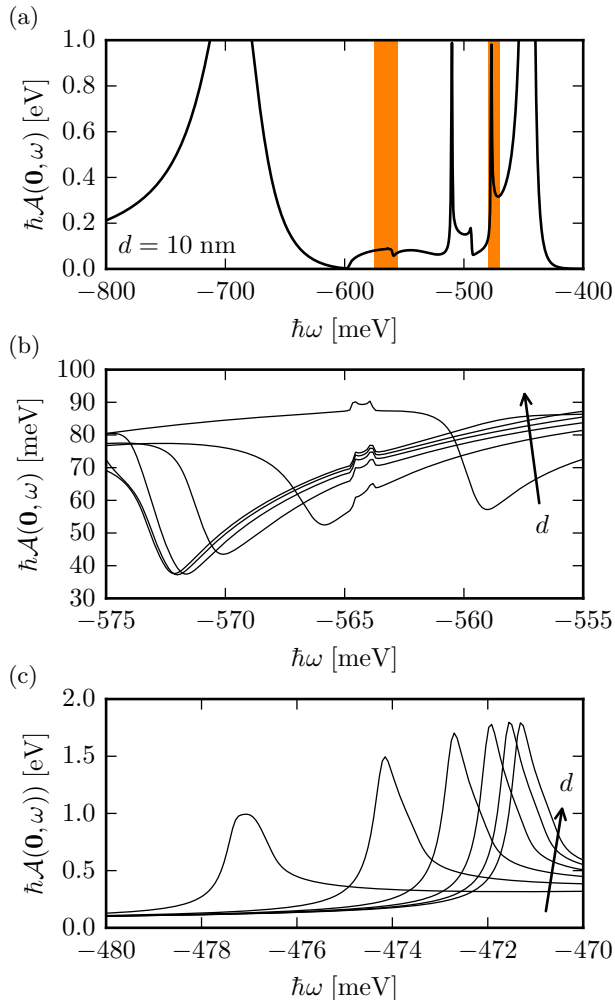 (a)
ħ𝒜(𝟎, ω) [eV]
1.0
0.8
0.6
0.4
0.2
0.0
d = 10 nm
−800 −700 −600 −500 −400
ħω [meV]
(b)
ħ𝒜(𝟎, ω) [meV]
100
90
80
70
60
50
40
30
d
−575 −570 −565 −560 −555
ħω [meV]
(c)
ħ𝒜(𝟎, ω)) [eV]
2.0
1.5
1.0
0.5
0.0
d
−480 −478 −476 −474 −472 −470
ħω [meV]